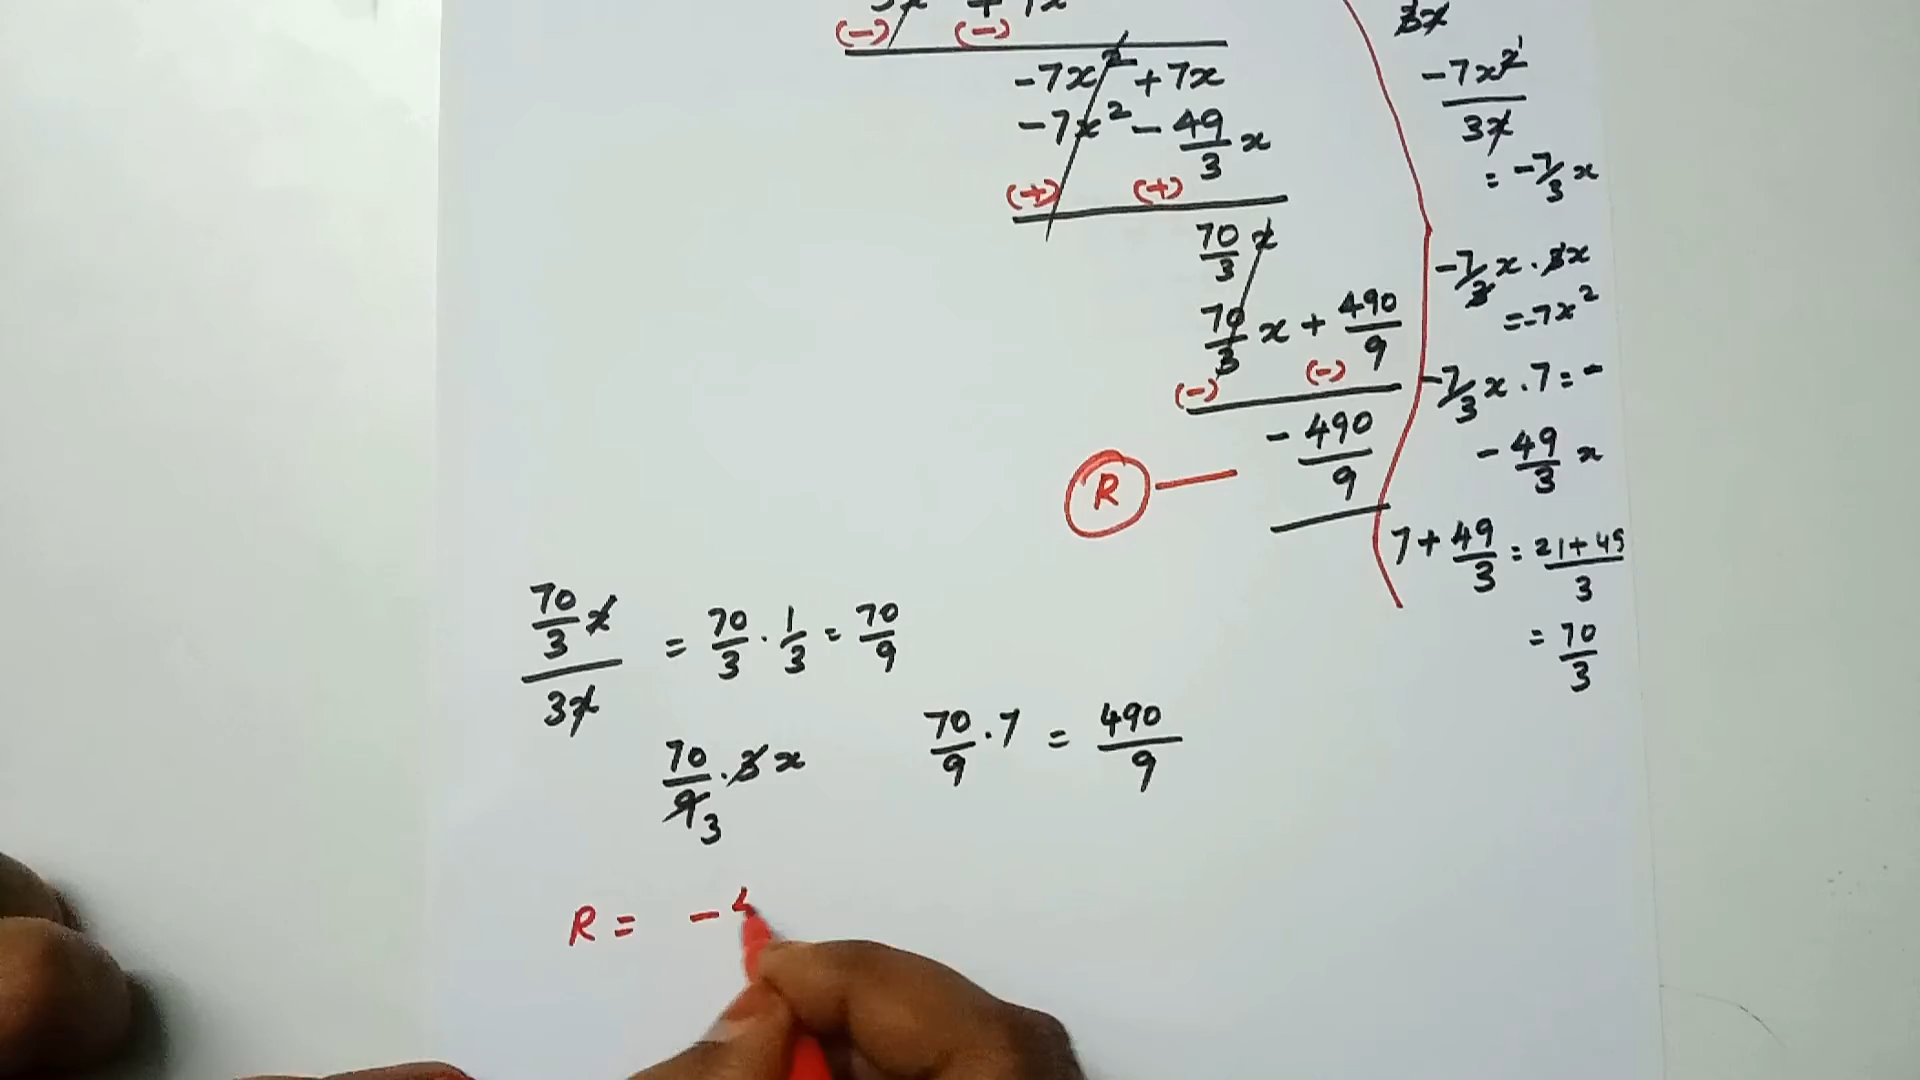 (-) (-)
-7x² + 7x
-7x² - 49/3 x
(+) (+)
70/3 x
70/3 x + 490/9
(-) (-)
- 490/9
R —
3x
-7x² / 3x
= -7/3 x
-7/3 x . 3x
= -7x²
-7/3 x . 7 = -
- 49/3 x
7 + 49/3 = 21+49 / 3
= 70/3
70/3 x / 3x = 70/3 . 1/3 = 70/9
70/9 3 . 3x
70/9 . 7 = 490/9
R = - 4